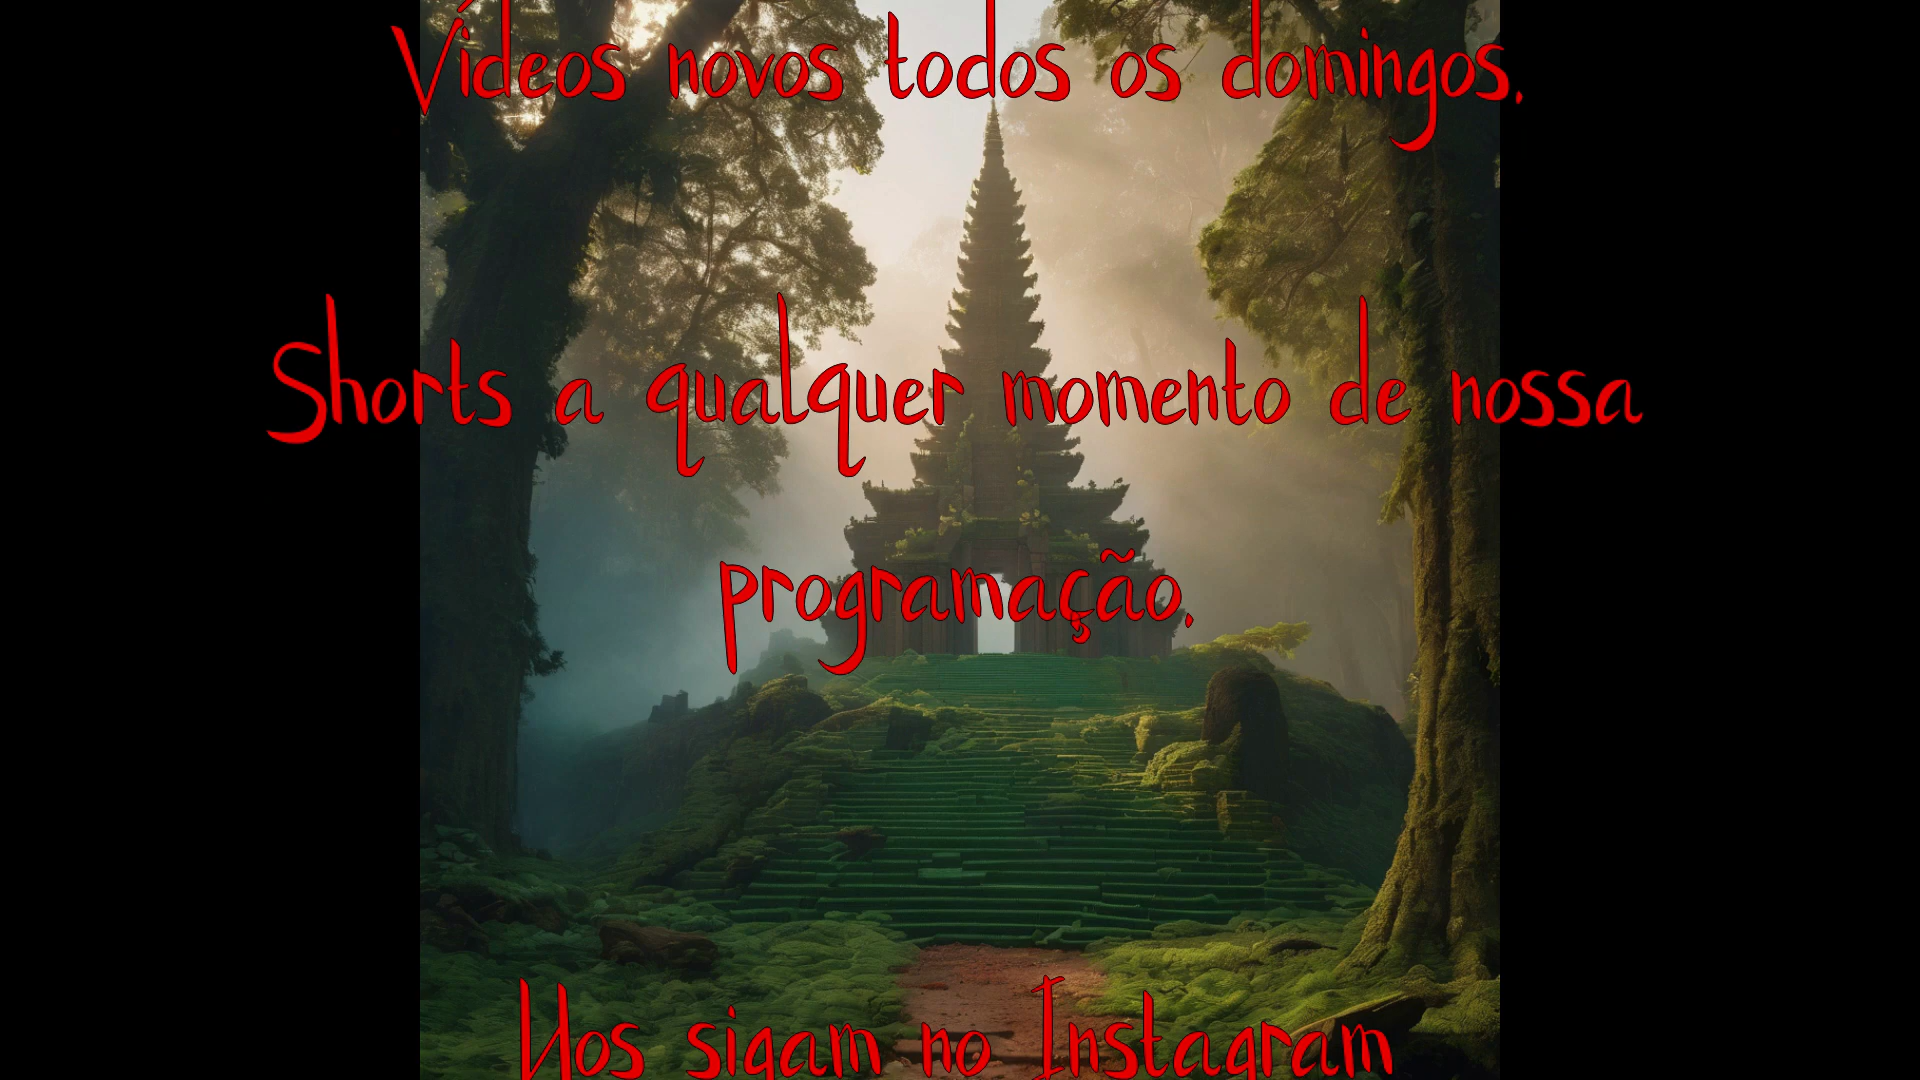 Vídeos novos todos os domingos.
Shorts a qualquer momento de nossa
programação.
Nos sigam no Instagram